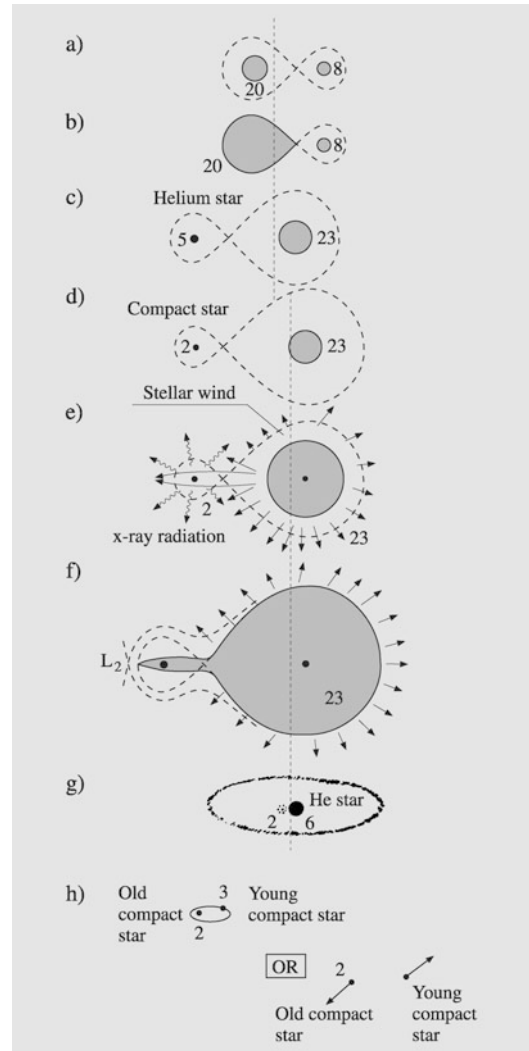 a)
20
8
b)
20
8
c)
Helium star
5
23
d)
Compact star
2
23
e)
Stellar wind
2
x-ray radiation
23
f)
L2
23
g)
He star
2
6
h)
Old
compact
star
2
3
Young
compact star
OR
2
Old compact
star
Young
compact
star